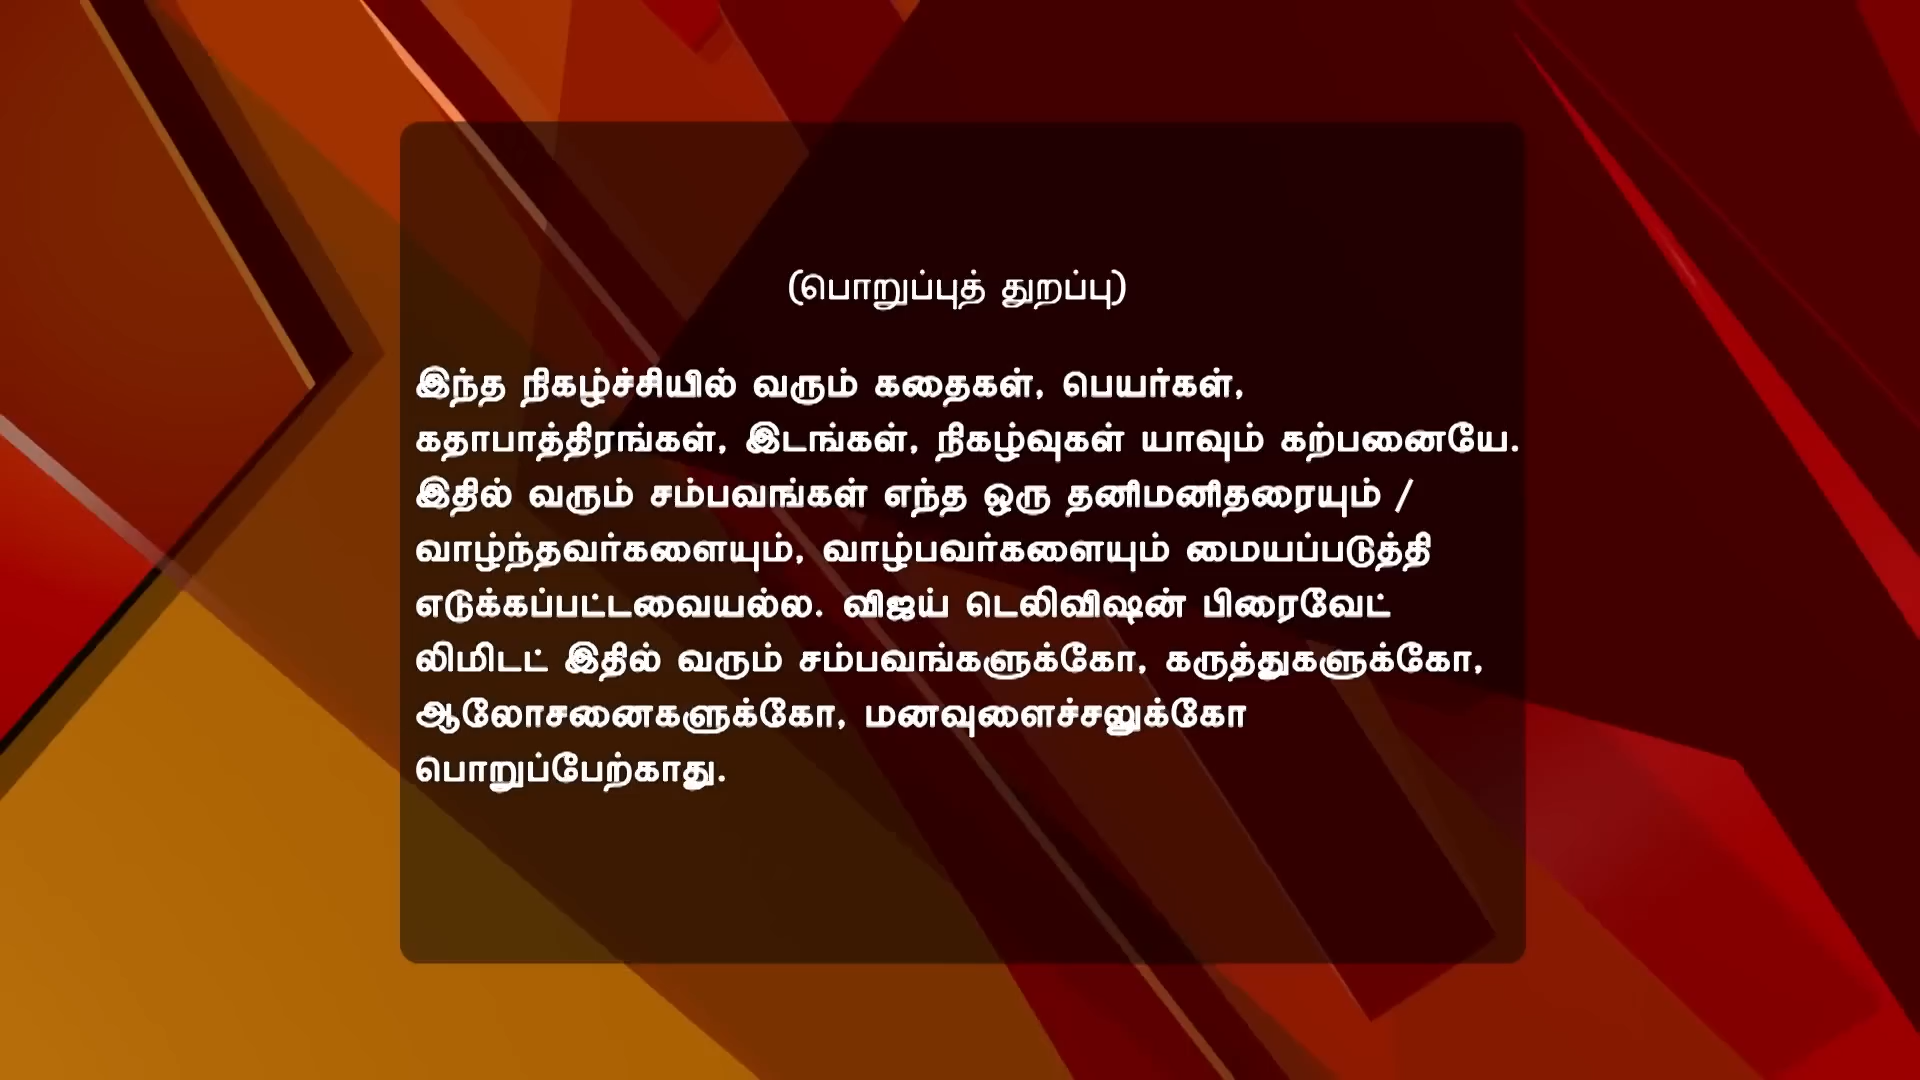 (பொறுப்புத் துறப்பு)
இந்த நிகழ்ச்சியில் வரும் கதைகள், பெயர்கள்,
கதாபாத்திரங்கள், இடங்கள், நிகழ்வுகள் யாவும் கற்பனையே.
இதில் வரும் சம்பவங்கள் எந்த ஒரு தனிமனிதரையும் /
வாழ்ந்தவர்களையும், வாழ்பவர்களையும் மையப்படுத்தி
எடுக்கப்பட்டவையல்ல. விஜய் டெலிவிஷன் பிரைவேட்
லிமிடட் இதில் வரும் சம்பவங்களுக்கோ, கருத்துகளுக்கோ,
ஆலோசனைகளுக்கோ, மனவுளைச்சலுக்கோ
பொறுப்பேற்காது.